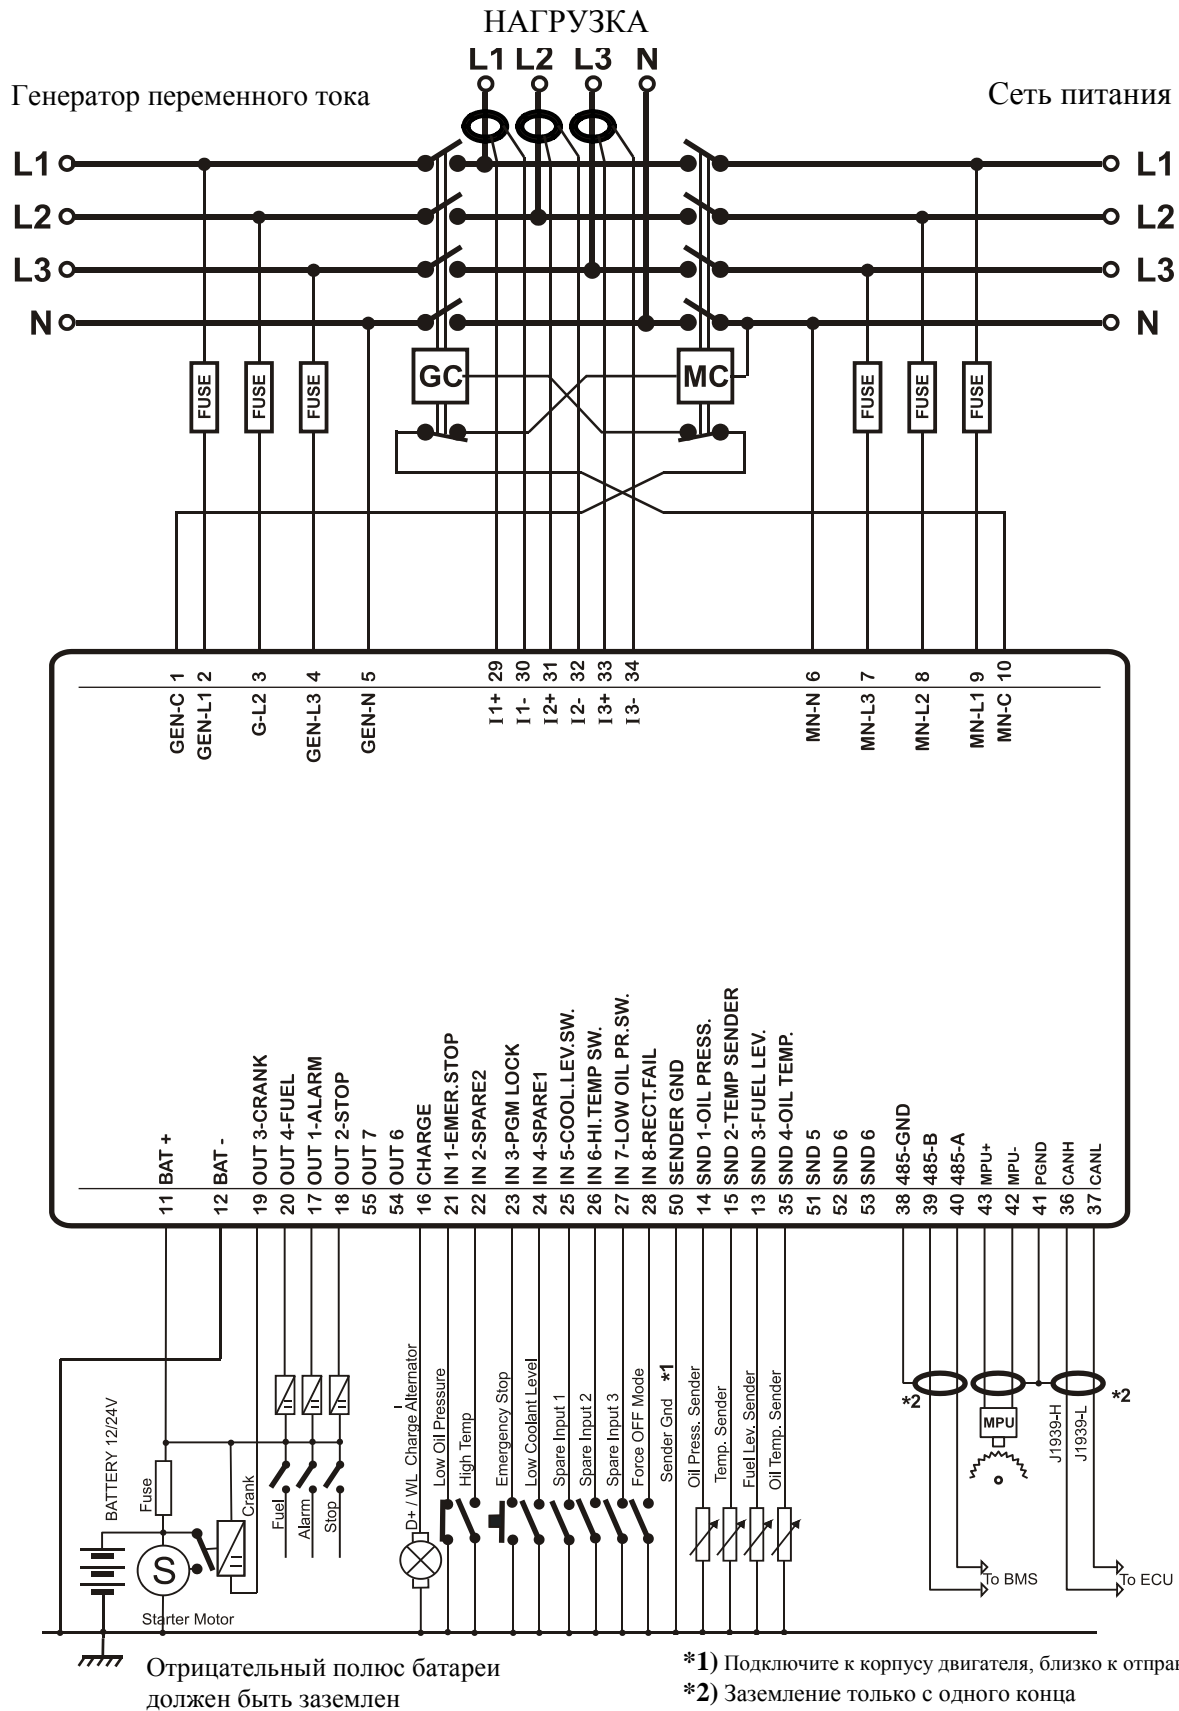 НАГРУЗКА
L1 L2 L3 N
Генератор переменного тока
Сеть питания
L1
L1
L2
L2
L3
L3
N
N
GC
MC
FUSE
FUSE
FUSE
FUSE
FUSE
FUSE
GEN-C 1
GEN-L1 2
G-L2 3
GEN-L3 4
GEN-N 5
I1+ 29
I1- 30
I2+ 31
I2- 32
I3+ 33
I3- 34
MN-N 6
MN-L3 7
MN-L2 8
MN-L1 9
MN-C 10
11 BAT +
12 BAT -
19 OUT 3-CRANK
20 OUT 4-FUEL
17 OUT 1-ALARM
18 OUT 2-STOP
55 OUT 7
54 OUT 6
16 CHARGE
21 IN 1-EMER.STOP
22 IN 2-SPARE2
23 IN 3-PGM LOCK
24 IN 4-SPARE1
25 IN 5-COOL.LEV.SW.
26 IN 6-HI.TEMP SW.
27 IN 7-LOW OIL PR.SW.
28 IN 8-RECT.FAIL
50 SENDER GND
14 SND 1-OIL PRESS.
15 SND 2-TEMP SENDER
13 SND 3-FUEL LEV.
35 SND 4-OIL TEMP.
51 SND 5
52 SND 6
53 SND 6
38 485-GND
39 485-B
40 485-A
43 MPU+
42 MPU-
41 PGND
36 CANH
37 CANL
BATTERY 12/24V
Fuse
S
Starter Motor
Crank
Fuel
Alarm
Stop
D+ / WL Charge Alternator
Low Oil Pressure
High Temp
Emergency Stop
Low Coolant Level
Spare Input 1
Spare Input 2
Spare Input 3
Force OFF Mode
Sender Gnd *1
Oil Press. Sender
Temp. Sender
Fuel Lev. Sender
Oil Temp. Sender
*2
MPU
J1939-H
J1939-L
*2
To BMS
To ECU
Отрицательный полюс батареи
должен быть заземлен
*1) Подключите к корпусу двигателя, близко к отправ
*2) Заземление только с одного конца